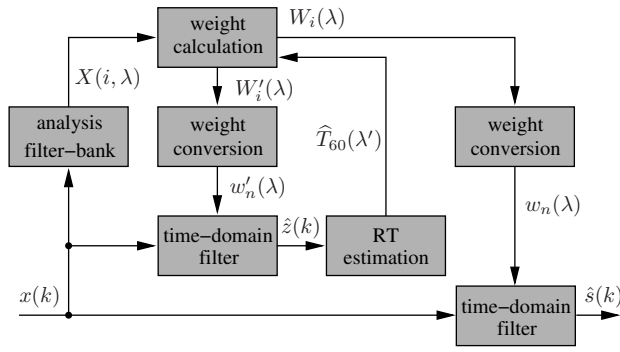 weight
calculation
W_i(λ)
X(i, λ)
W′_i(λ)
analysis
filter−bank
weight
conversion
T̂_60(λ′)
weight
conversion
w′_n(λ)
w_n(λ)
time−domain
filter
ẑ(k)
RT
estimation
x(k)
time−domain
filter
ŝ(k)